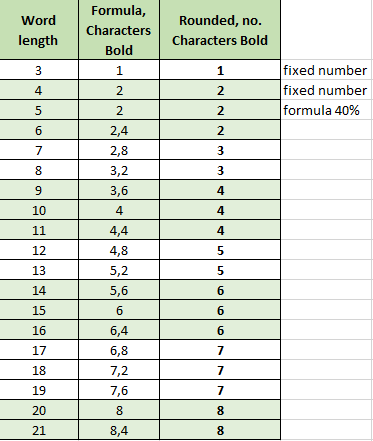 Word length	Formula, Characters Bold	Rounded, no. Characters Bold
3	1	1	fixed number
4	2	2	fixed number
5	2	2	formula 40%
6	2,4	2
7	2,8	3
8	3,2	3
9	3,6	4
10	4	4
11	4,4	4
12	4,8	5
13	5,2	5
14	5,6	6
15	6	6
16	6,4	6
17	6,8	7
18	7,2	7
19	7,6	7
20	8	8
21	8,4	8